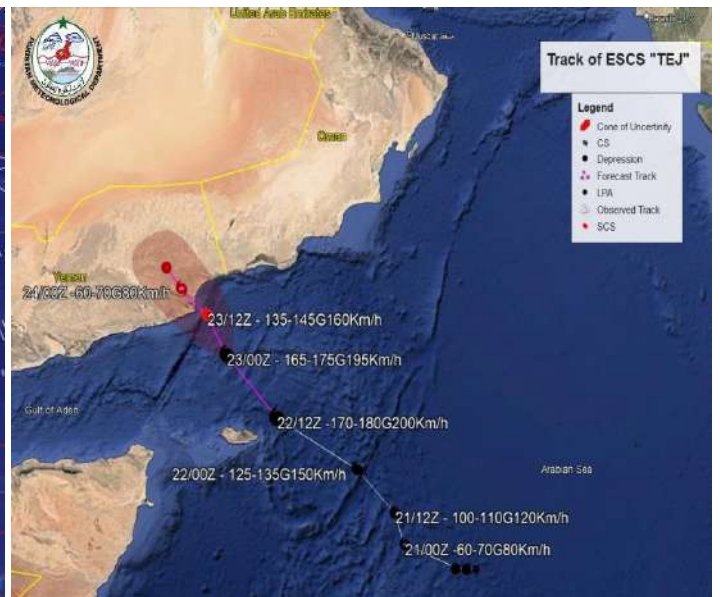 United Arab Emirates
Muscat
Track of ESCS "TEJ"
Legend
Cone of Uncertinity
CS
Depression
Forecast Track
LPA
Observed Track
SCS
Oman
Yemen
24/00Z -60-70G80Km/h
23/12Z - 135-145G160Km/h
23/00Z - 165-175G195Km/h
Gulf of Aden
22/12Z -170-180G200Km/h
22/00Z - 125-135G150Km/h
Arabian Sea
21/12Z - 100-110G120Km/h
21/00Z -60-70G80Km/h